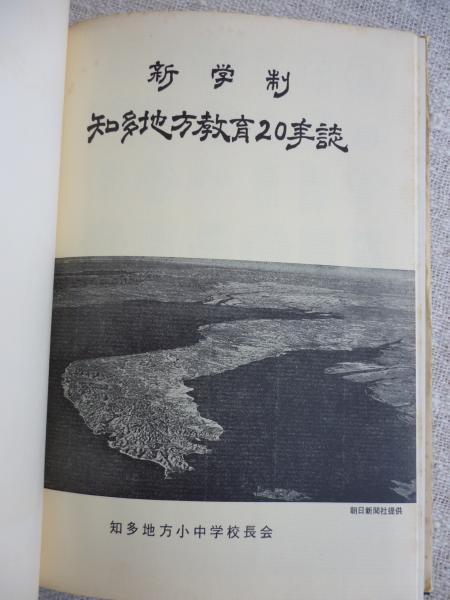 新学制
知多地方教育20年誌
朝日新聞社提供
知多地方小中学校長会